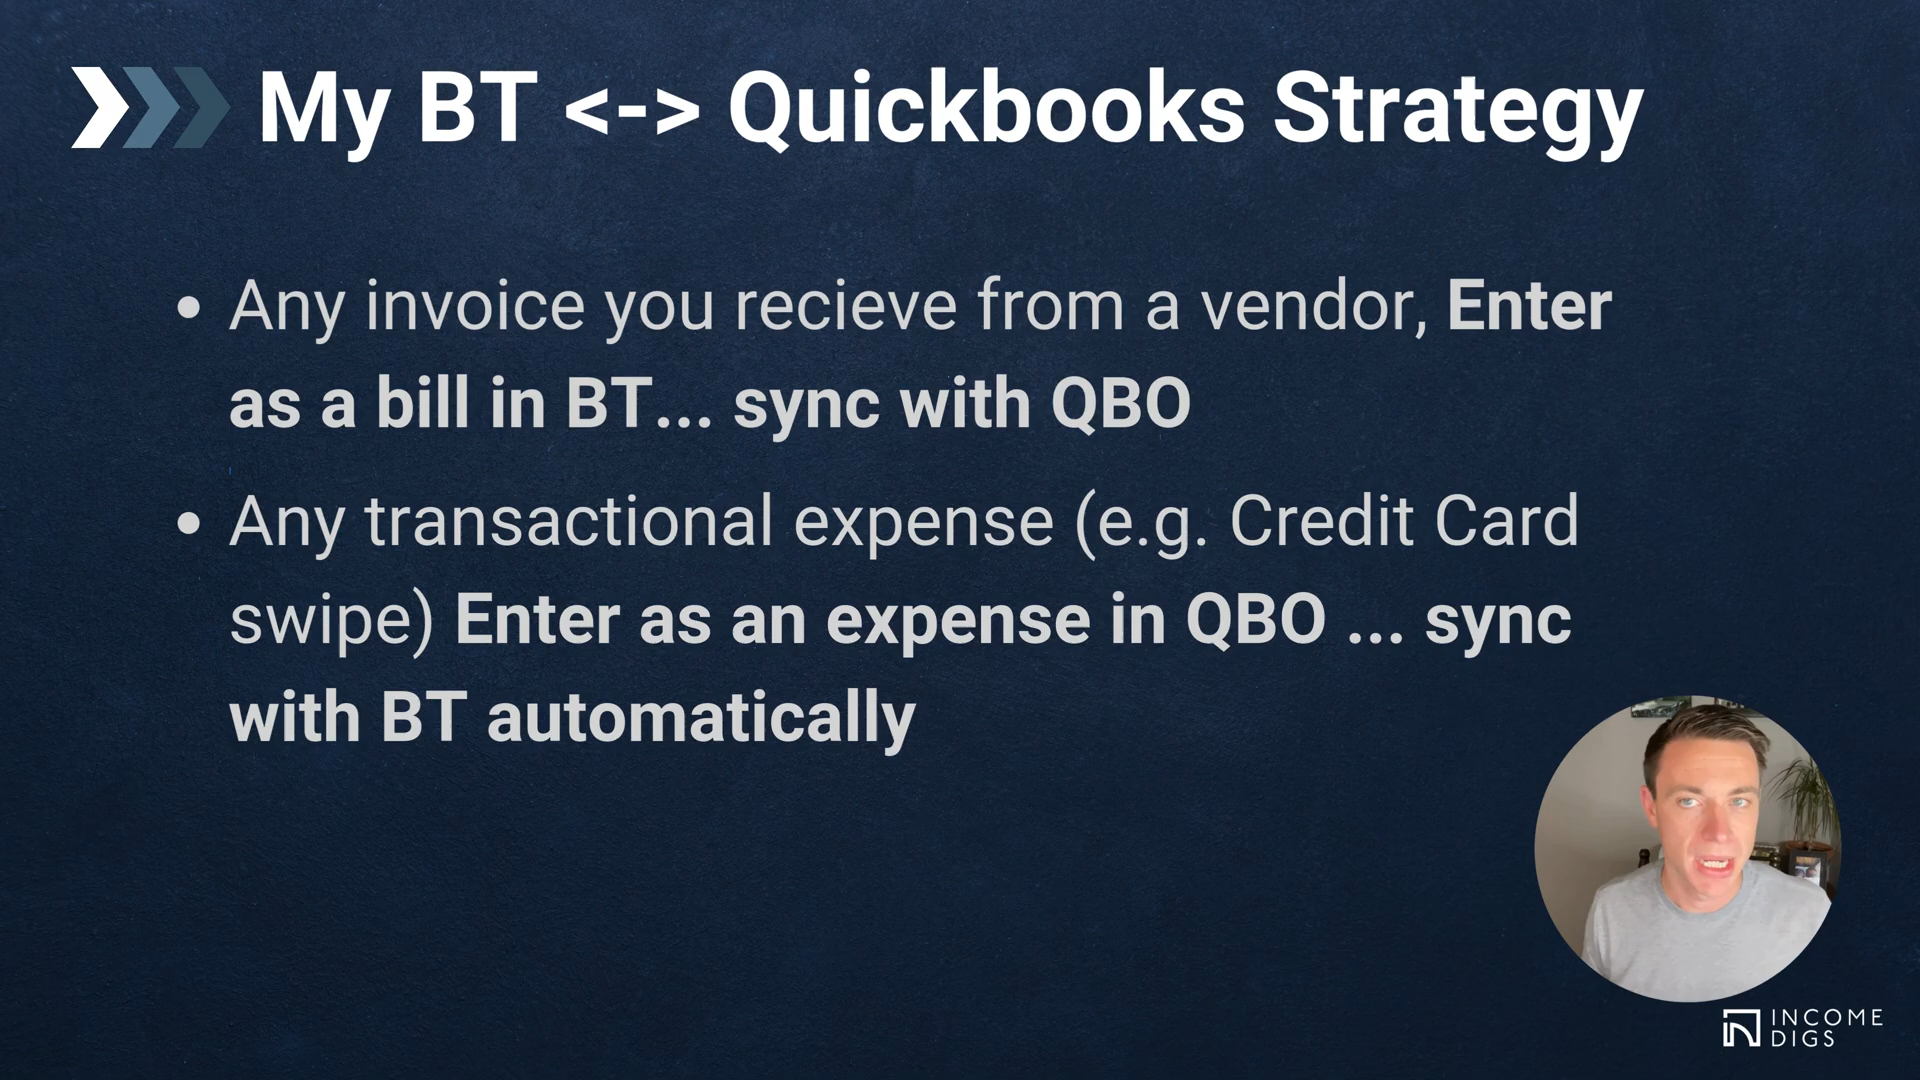 My BT <-> Quickbooks Strategy
• Any invoice you recieve from a vendor, Enter
as a bill in BT... sync with QBO
• Any transactional expense (e.g. Credit Card
swipe) Enter as an expense in QBO ... sync
with BT automatically
INCOME
DIGS